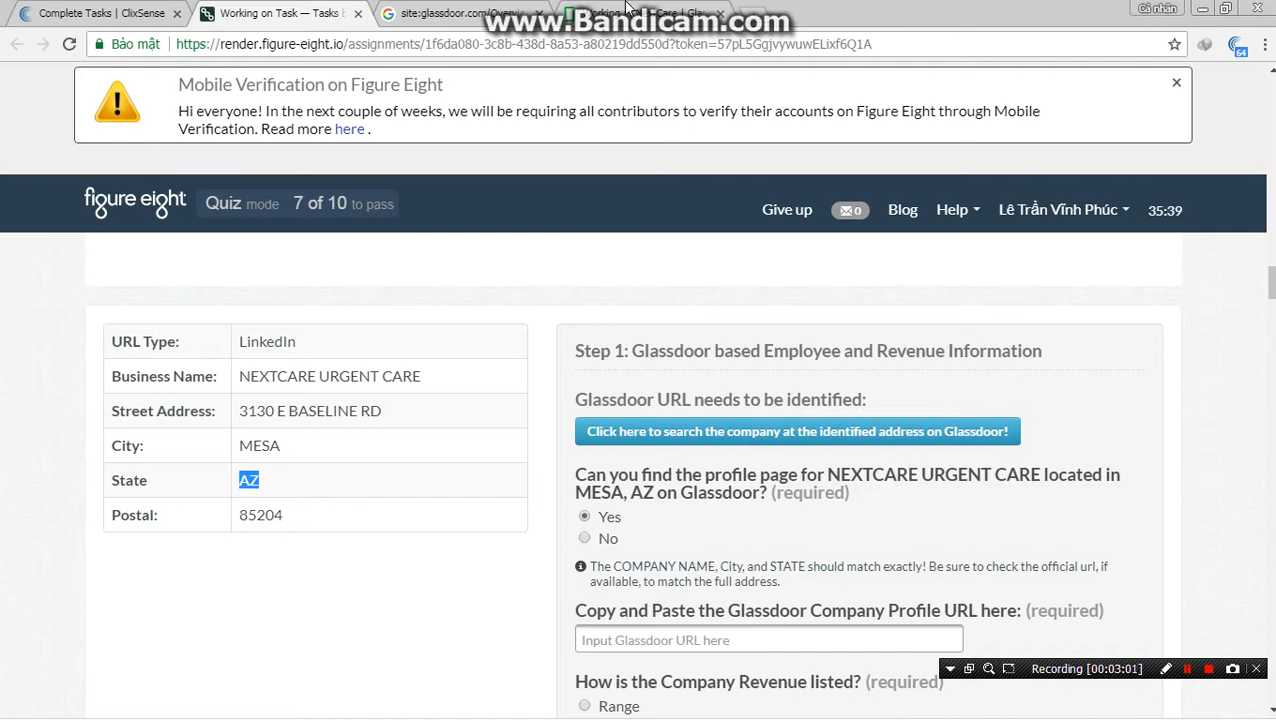 Complete Tasks | ClixSense
Working on Task — Tasks b
site:glassdoor.com/Overvie
www.Bandicam.com
Cá nhân
Bảo mật
https://render.figure-eight.io/assignments/1f6da080-3c8b-438d-8a53-a80219dd550d?token=57pL5GgjvywuwELixf6Q1A
64
Mobile Verification on Figure Eight
Hi everyone! In the next couple of weeks, we will be requiring all contributors to verify their accounts on Figure Eight through Mobile
Verification. Read more here .
figure eight
Quiz mode 7 of 10 to pass
Give up
0
Blog
Help
Lê Trần Vĩnh Phúc
35:39
URL Type: LinkedIn
Business Name: NEXTCARE URGENT CARE
Street Address: 3130 E BASELINE RD
City: MESA
State AZ
Postal: 85204
Step 1: Glassdoor based Employee and Revenue Information
Glassdoor URL needs to be identified:
Click here to search the company at the identified address on Glassdoor!
Can you find the profile page for NEXTCARE URGENT CARE located in
MESA, AZ on Glassdoor? (required)
Yes
No
The COMPANY NAME, City, and STATE should match exactly! Be sure to check the official url, if
available, to match the full address.
Copy and Paste the Glassdoor Company Profile URL here: (required)
Input Glassdoor URL here
Recording [00:03:01]
How is the Company Revenue listed? (required)
Range